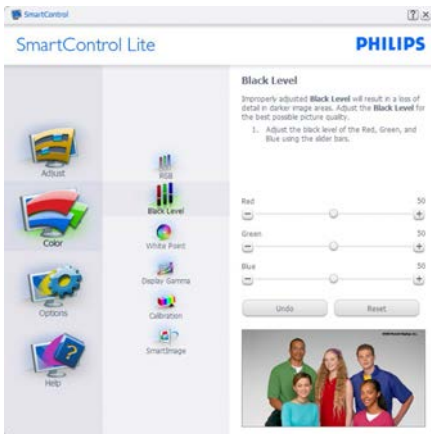 SmartControl
SmartControl Lite
PHILIPS
Adjust
Color
Options
Help
RGB
Black Level
White Point
Display Gamma
Calibration
SmartImage
Black Level
Improperly adjusted Black Level will result in a loss of
detail in darker image areas. Adjust the Black Level for
the best possible picture quality.
1. Adjust the black level of the Red, Green, and
Blue using the slider bars.
Red 50
Green 50
Blue 50
Undo Reset